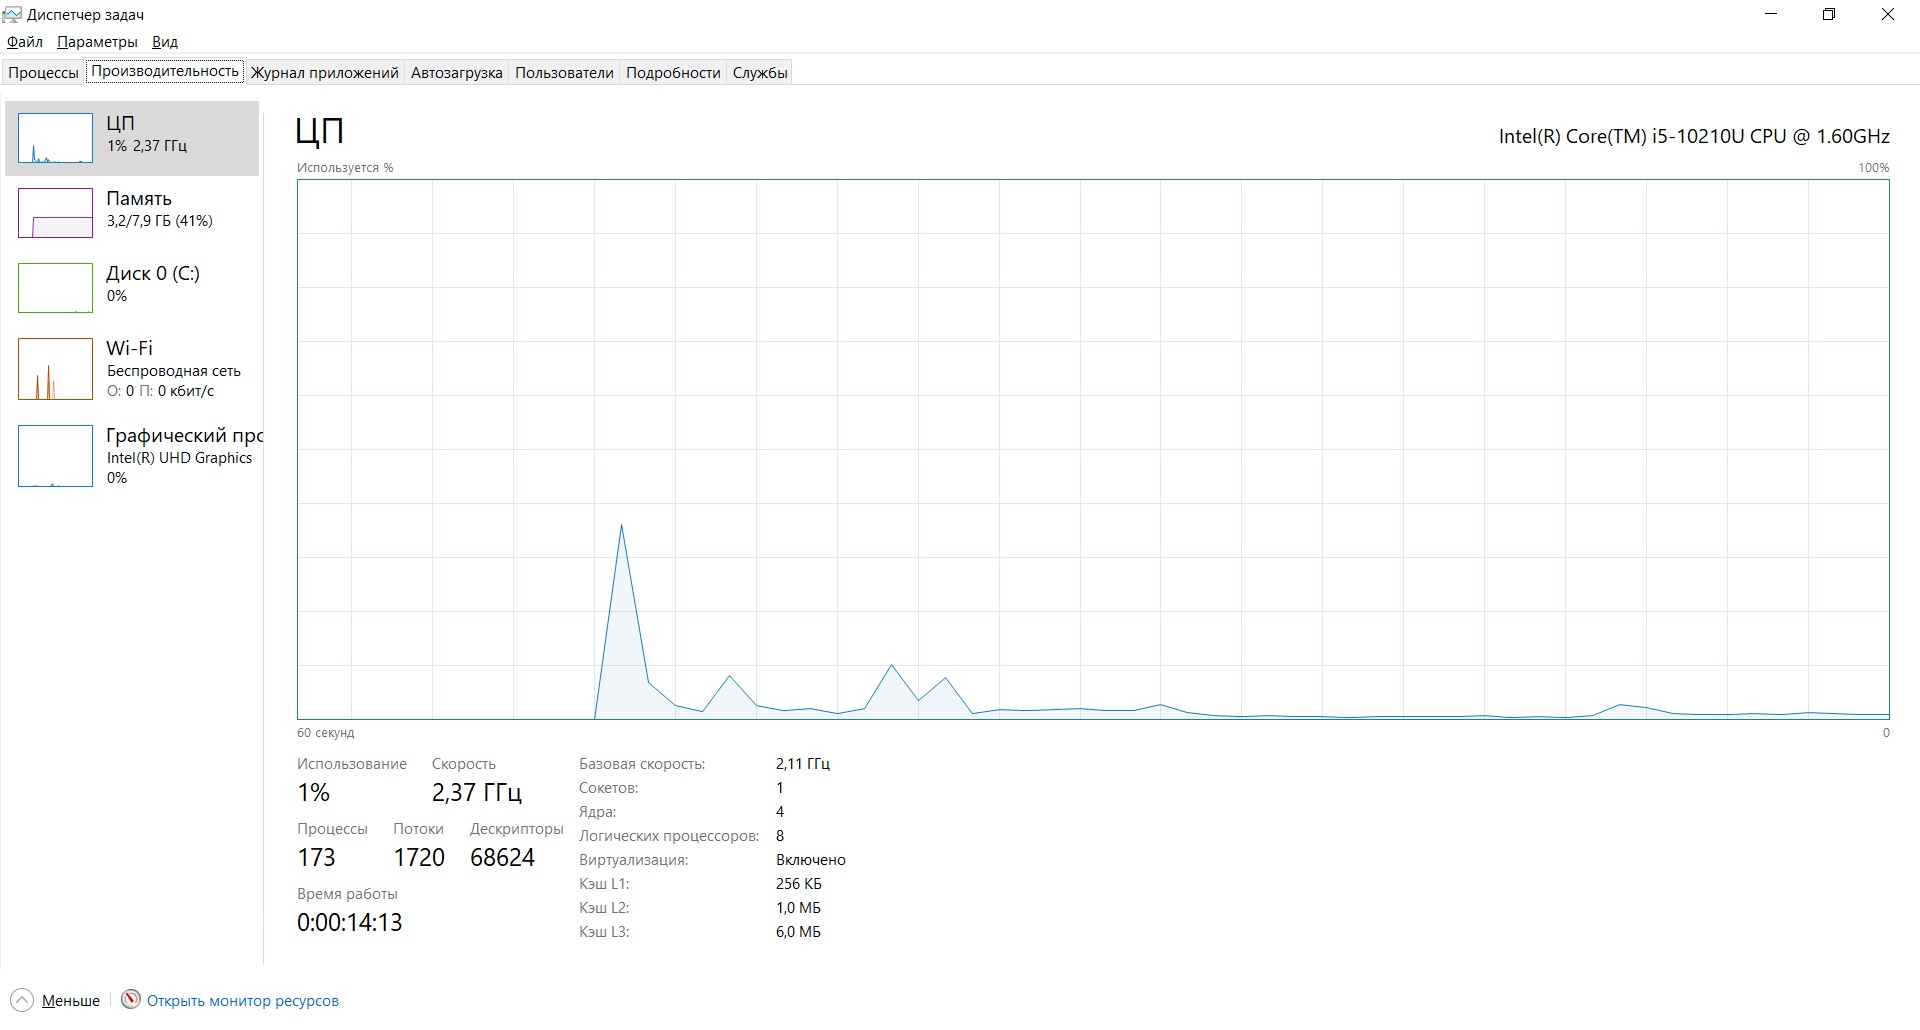 Диспетчер задач
Файл Параметры Вид
Процессы Производительность Журнал приложений Автозагрузка Пользователи Подробности Службы
ЦП
1% 2,37 ГГц
Память
3,2/7,9 ГБ (41%)
Диск 0 (C:)
0%
Wi-Fi
Беспроводная сеть
О: 0 П: 0 кбит/с
Графический про
Intel(R) UHD Graphics
0%
ЦП
Intel(R) Core(TM) i5-10210U CPU @ 1.60GHz
Используется % 100%
60 секунд 0
Использование Скорость
1% 2,37 ГГц
Процессы Потоки Дескрипторы
173 1720 68624
Время работы
0:00:14:13
Базовая скорость: 2,11 ГГц
Сокетов: 1
Ядра: 4
Логических процессоров: 8
Виртуализация: Включено
Кэш L1: 256 КБ
Кэш L2: 1,0 МБ
Кэш L3: 6,0 МБ
Меньше Открыть монитор ресурсов